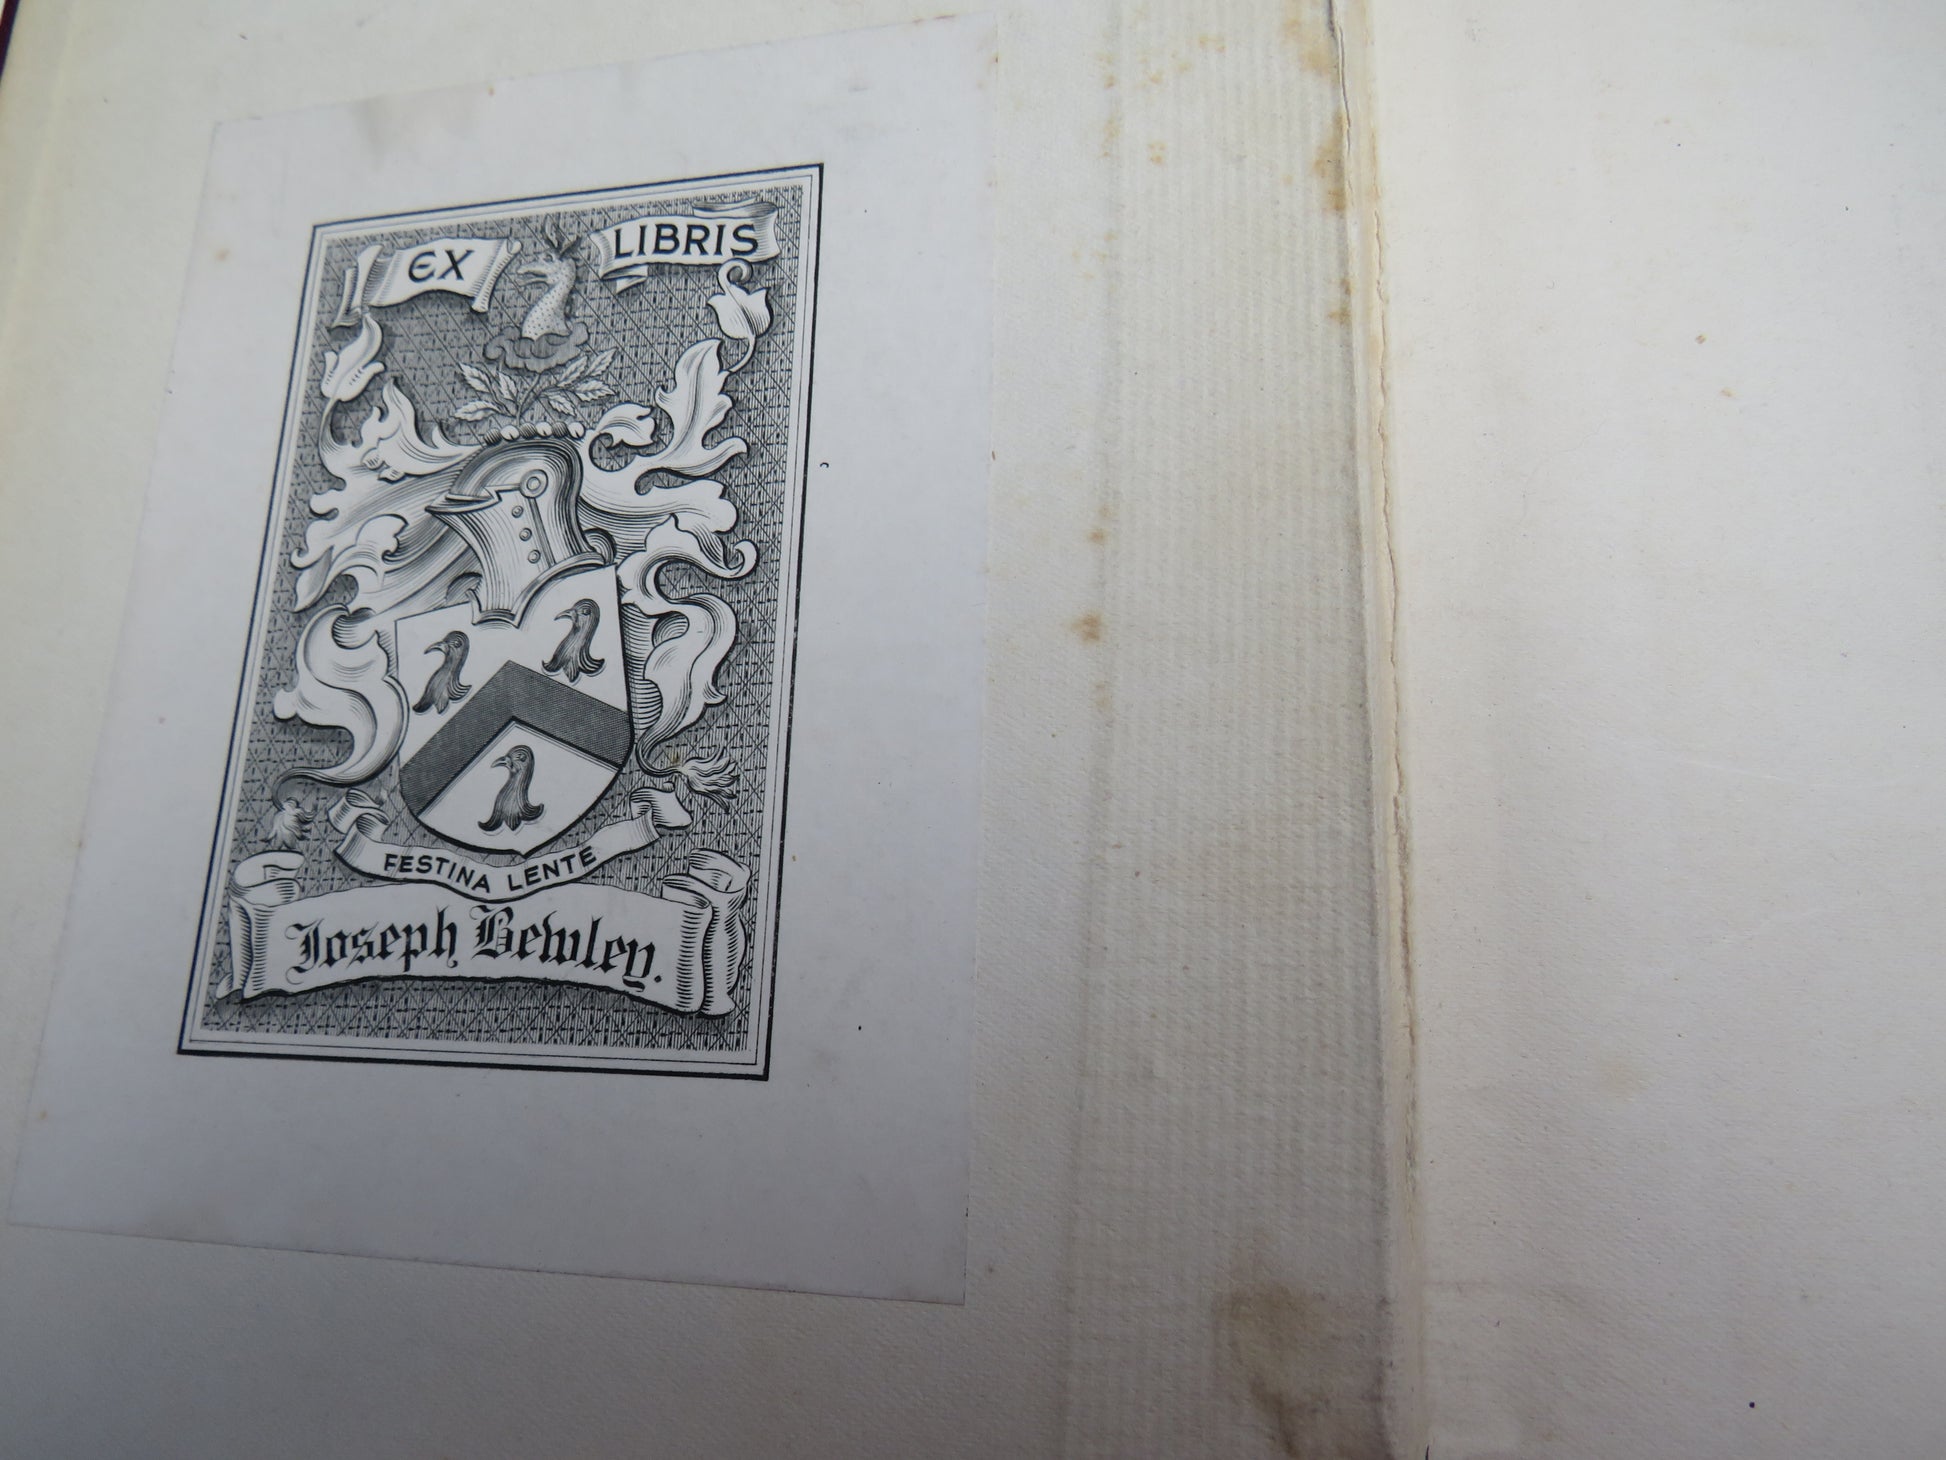 EX LIBRIS
FESTINA LENTE
Joseph Bewley.